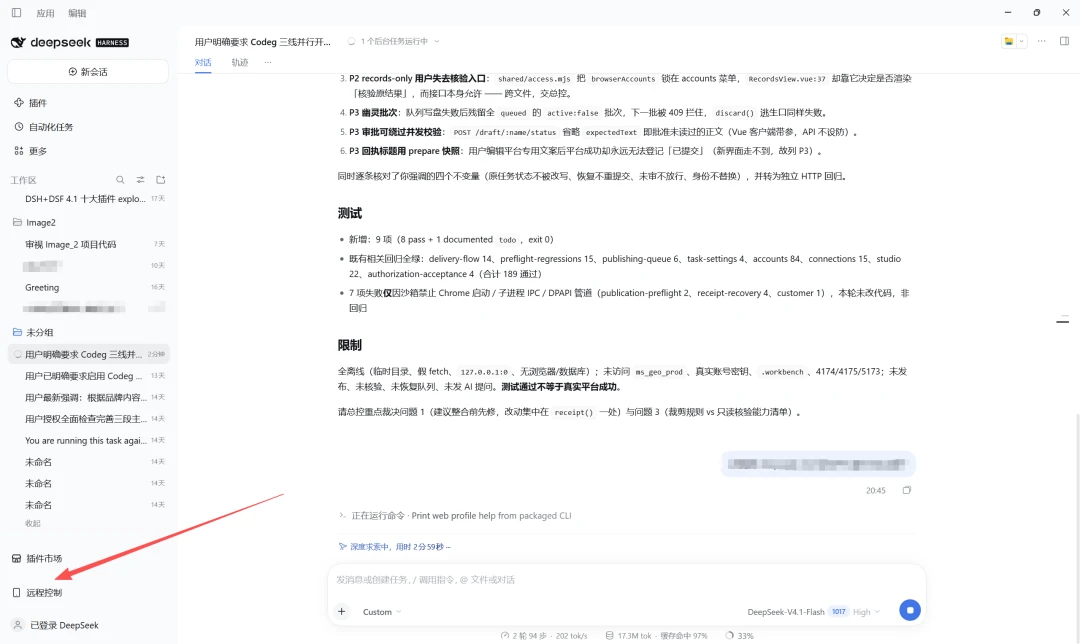 应用 编辑
deepseek HARNESS
新会话
插件
自动化任务
更多
工作区
DSH+DSF 4.1 十大插件 explo... 17天
Image2
审视 Image_2 项目代码 7天
10天
Greeting 16天
未分组
用户明确要求 Codeg 三线并... 2分钟
用户已明确要求启用 Codeg ... 13天
用户最新强调：根据品牌内容... 14天
用户授权全面检查完善三段主... 14天
You are running this task agai... 14天
未命名 14天
未命名 14天
未命名 14天
收起
插件市场
远程控制
已登录 DeepSeek
用户明确要求 Codeg 三线并行开... 1 个后台任务运行中
对话 轨迹 ...
3. P2 records-only 用户失去核验入口： shared/access.mjs 把 browserAccounts 锁在 accounts 菜单， RecordsView.vue:37 却靠它决定是否渲染
「核验原结果」，而接口本身允许 —— 跨文件，交总控。
4. P3 幽灵批次：队列写盘失败后残留全 queued 的 active:false 批次，下一批被 409 拦住， discard() 逃生口同样失败。
5. P3 审批可绕过并发校验： POST /draft/:name/status 省略 expectedText 即批准未读过的正文（Vue 客户端带参，API 不设防）。
6. P3 回执标题用 prepare 快照：用户编辑平台专用文案后平台成功却永远无法登记「已提交」（新界面走不到，故列 P3）。
同时逐条核对了你强调的四个不变量（原任务状态不被改写、恢复不重提交、未审不放行、身份不替换），并转为独立 HTTP 回归。
测试
• 新增：9 项（8 pass + 1 documented todo ，exit 0）
• 既有相关回归全绿：delivery-flow 14、preflight-regressions 15、publishing-queue 6、task-settings 4、accounts 84、connections 15、studio
22、authorization-acceptance 4（合计 189 通过）
• 7 项失败仅因沙箱禁止 Chrome 启动 / 子进程 IPC / DPAPI 管道（publication-preflight 2、receipt-recovery 4、customer 1），本轮未改代码，非
回归
限制
全离线（临时目录、假 fetch、 127.0.0.1:0 、无浏览器/数据库）；未访问 ms_geo_prod 、真实账号密钥、 .workbench 、4174/4175/5173；未发
布、未核验、未恢复队列、未发 AI 提问。测试通过不等于真实平台成功。
请总控重点裁决问题 1（建议整合前先修，改动集中在 receipt() 一处）与问题 3（裁剪规则 vs 只读核验能力清单）。
20:45
正在运行命令 · Print web profile help from packaged CLI
深度求索中，用时 2 分 59 秒 ...
发消息或创建任务, / 调用指令, @ 文件或对话
+ Custom DeepSeek-V4.1-Flash 1017 High
2 轮 94 步 · 202 tok/s 17.3M tok · 缓存命中 97% 33%